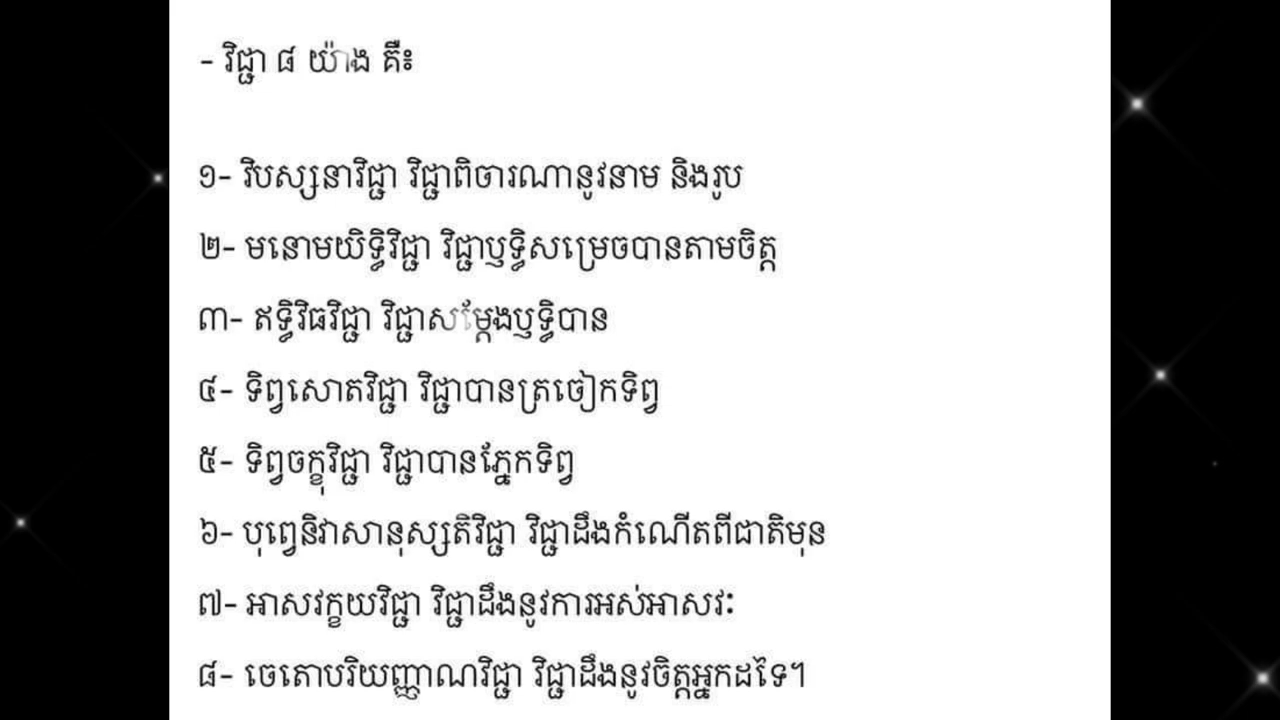 - វិជ្ជា ៨ យ៉ាង គឺ៖
១- វិបស្សនាវិជ្ជា វិជ្ជាពិចារណានូវនាម និងរូប
២- មនោមយិទ្ធិវិជ្ជា វិជ្ជាឫទ្ធិសម្រេចបានតាមចិត្ត
៣- ឥទ្ធិវិធវិជ្ជា វិជ្ជាសម្តែងឫទ្ធិបាន
៤- ទិព្វសោតវិជ្ជា វិជ្ជាបានត្រចៀកទិព្វ
៥- ទិព្វចក្ខុវិជ្ជា វិជ្ជាបានភ្នែកទិព្វ
៦- បុព្វេនិវាសានុស្សតិវិជ្ជា វិជ្ជាដឹងកំណើតពីជាតិមុន
៧- អាសវក្ខយវិជ្ជា វិជ្ជាដឹងនូវការអស់អាសវៈ
៨- ចេតោបរិយញ្ញាណវិជ្ជា វិជ្ជាដឹងនូវចិត្តអ្នកដទៃ។